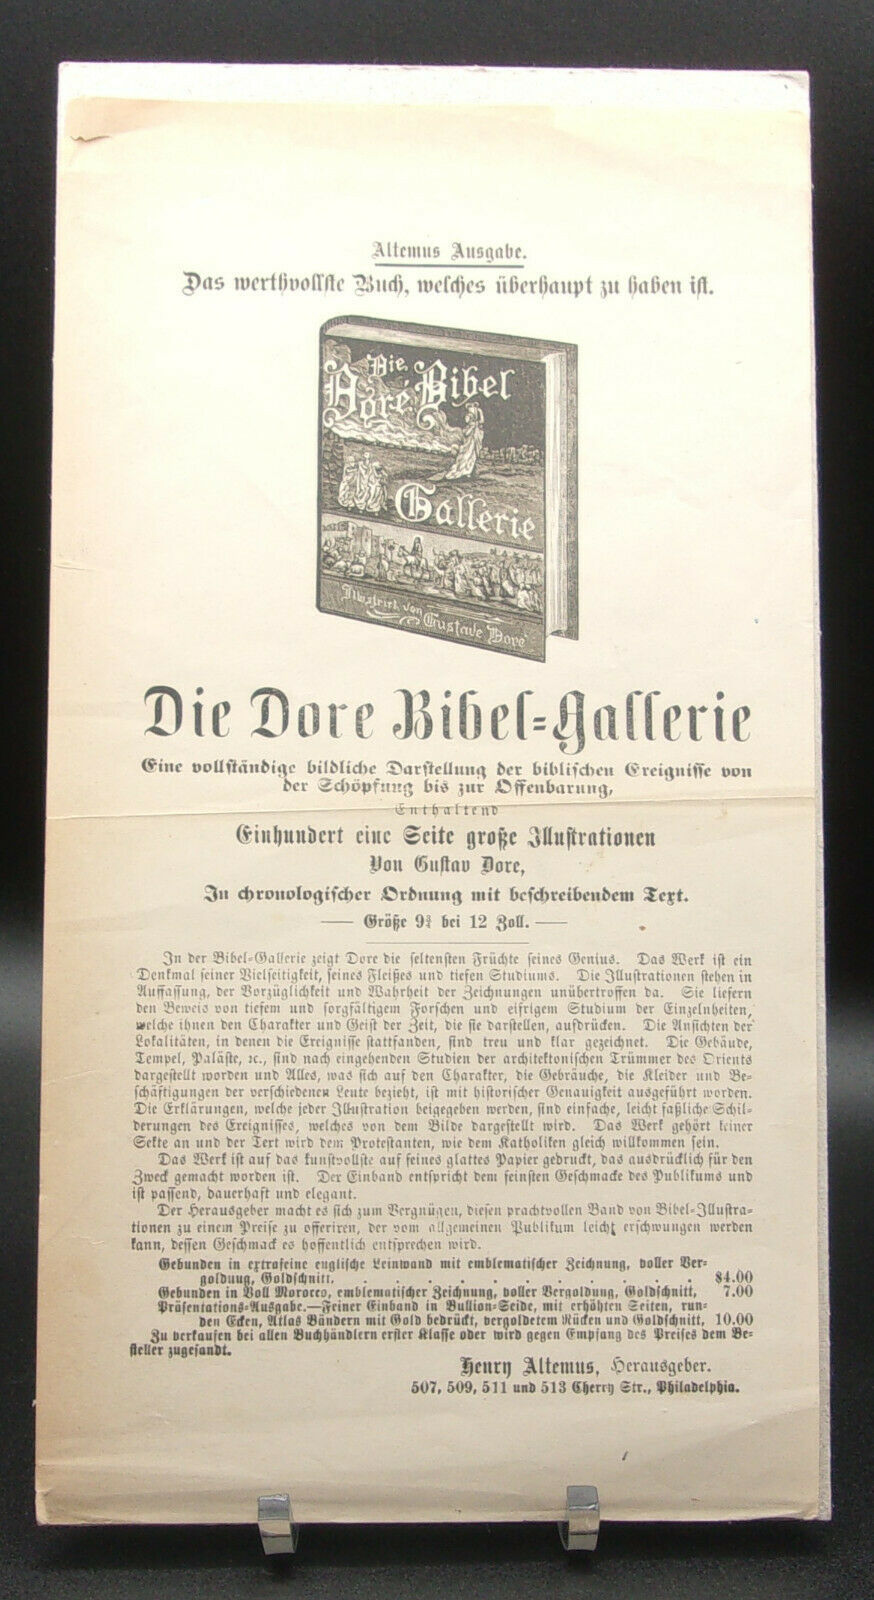 Altemus Ausgabe.
Das werthvollste Buch, welches überhaupt zu haben ist.
Die
Doré Bibel
Gallerie
Illustrirt von
Gustave Doré
Die Dore Bibel=Gallerie
Eine vollständige bildliche Darstellung der biblischen Ereignisse von
der Schöpfung bis zur Offenbarung,
Enthaltend
Einhundert eine Seite große Illustrationen
Von Gustav Dore,
In chronologischer Ordnung mit beschreibendem Text.
Größe 9¾ bei 12 Zoll.
In der Bibel=Gallerie zeigt Dore die seltensten Früchte seines Genius. Das Werk ist ein
Denkmal seiner Vielseitigkeit, seines Fleißes und tiefen Studiums. Die Illustrationen stehen in
Auffassung, der Vorzüglichkeit und Wahrheit der Zeichnungen unübertroffen da. Sie liefern
den Beweis von tiefem und sorgfältigem Forschen und eifrigem Studium der Einzelnheiten,
welche ihnen den Charakter und Geist der Zeit, die sie darstellen, aufdrücken. Die Ansichten der
Lokalitäten, in denen die Ereignisse stattfanden, sind treu und klar gezeichnet. Die Gebäude,
Tempel, Paläste, ꝛc., sind nach eingehenden Studien der architektonischen Trümmer des Orients
dargestellt worden und Alles, was sich auf den Charakter, die Gebräuche, die Kleider und Be=
schäftigungen der verschiedenen Leute bezieht, ist mit historischer Genauigkeit ausgeführt worden.
Die Erklärungen, welche jeder Illustration beigegeben werden, sind einfache, leicht faßliche Schil=
derungen des Ereignisses, welches von dem Bilde dargestellt wird. Das Werk gehört keiner
Sekte an und der Text wird dem Protestanten, wie dem Katholiken gleich willkommen sein.
Das Werk ist auf das kunstvollste auf feines glattes Papier gedruckt, das ausdrücklich für den
Zweck gemacht worden ist. Der Einband entspricht dem feinsten Geschmacke des Publikums und
ist passend, dauerhaft und elegant.
Der Herausgeber macht es sich zum Vergnügen, diesen prachtvollen Band von Bibel=Illustra=
tionen zu einem Preise zu offeriren, der vom allgemeinen Publikum leicht erschwungen werden
kann, dessen Geschmack es hoffentlich entsprechen wird.
Gebunden in extrafeine englische Leinwand mit emblematischer Zeichnung, voller Ver=
goldung, Goldschnitt, . . . . . . . . . . . . $4.00
Gebunden in Voll Morocco, emblematischer Zeichnung, voller Vergoldung, Goldschnitt, 7.00
Präsentations=Ausgabe.—Feiner Einband in Bullion=Seide, mit erhöhten Seiten, run=
den Ecken, Atlas Bändern mit Gold bedrückt, vergoldetem Rücken und Goldschnitt, 10.00
Zu verkaufen bei allen Buchhändlern erster Klasse oder wird gegen Empfang des Preises dem Be=
steller zugesandt.
Henry Altemus, Herausgeber.
507, 509, 511 und 513 Cherry Str., Philadelphia.